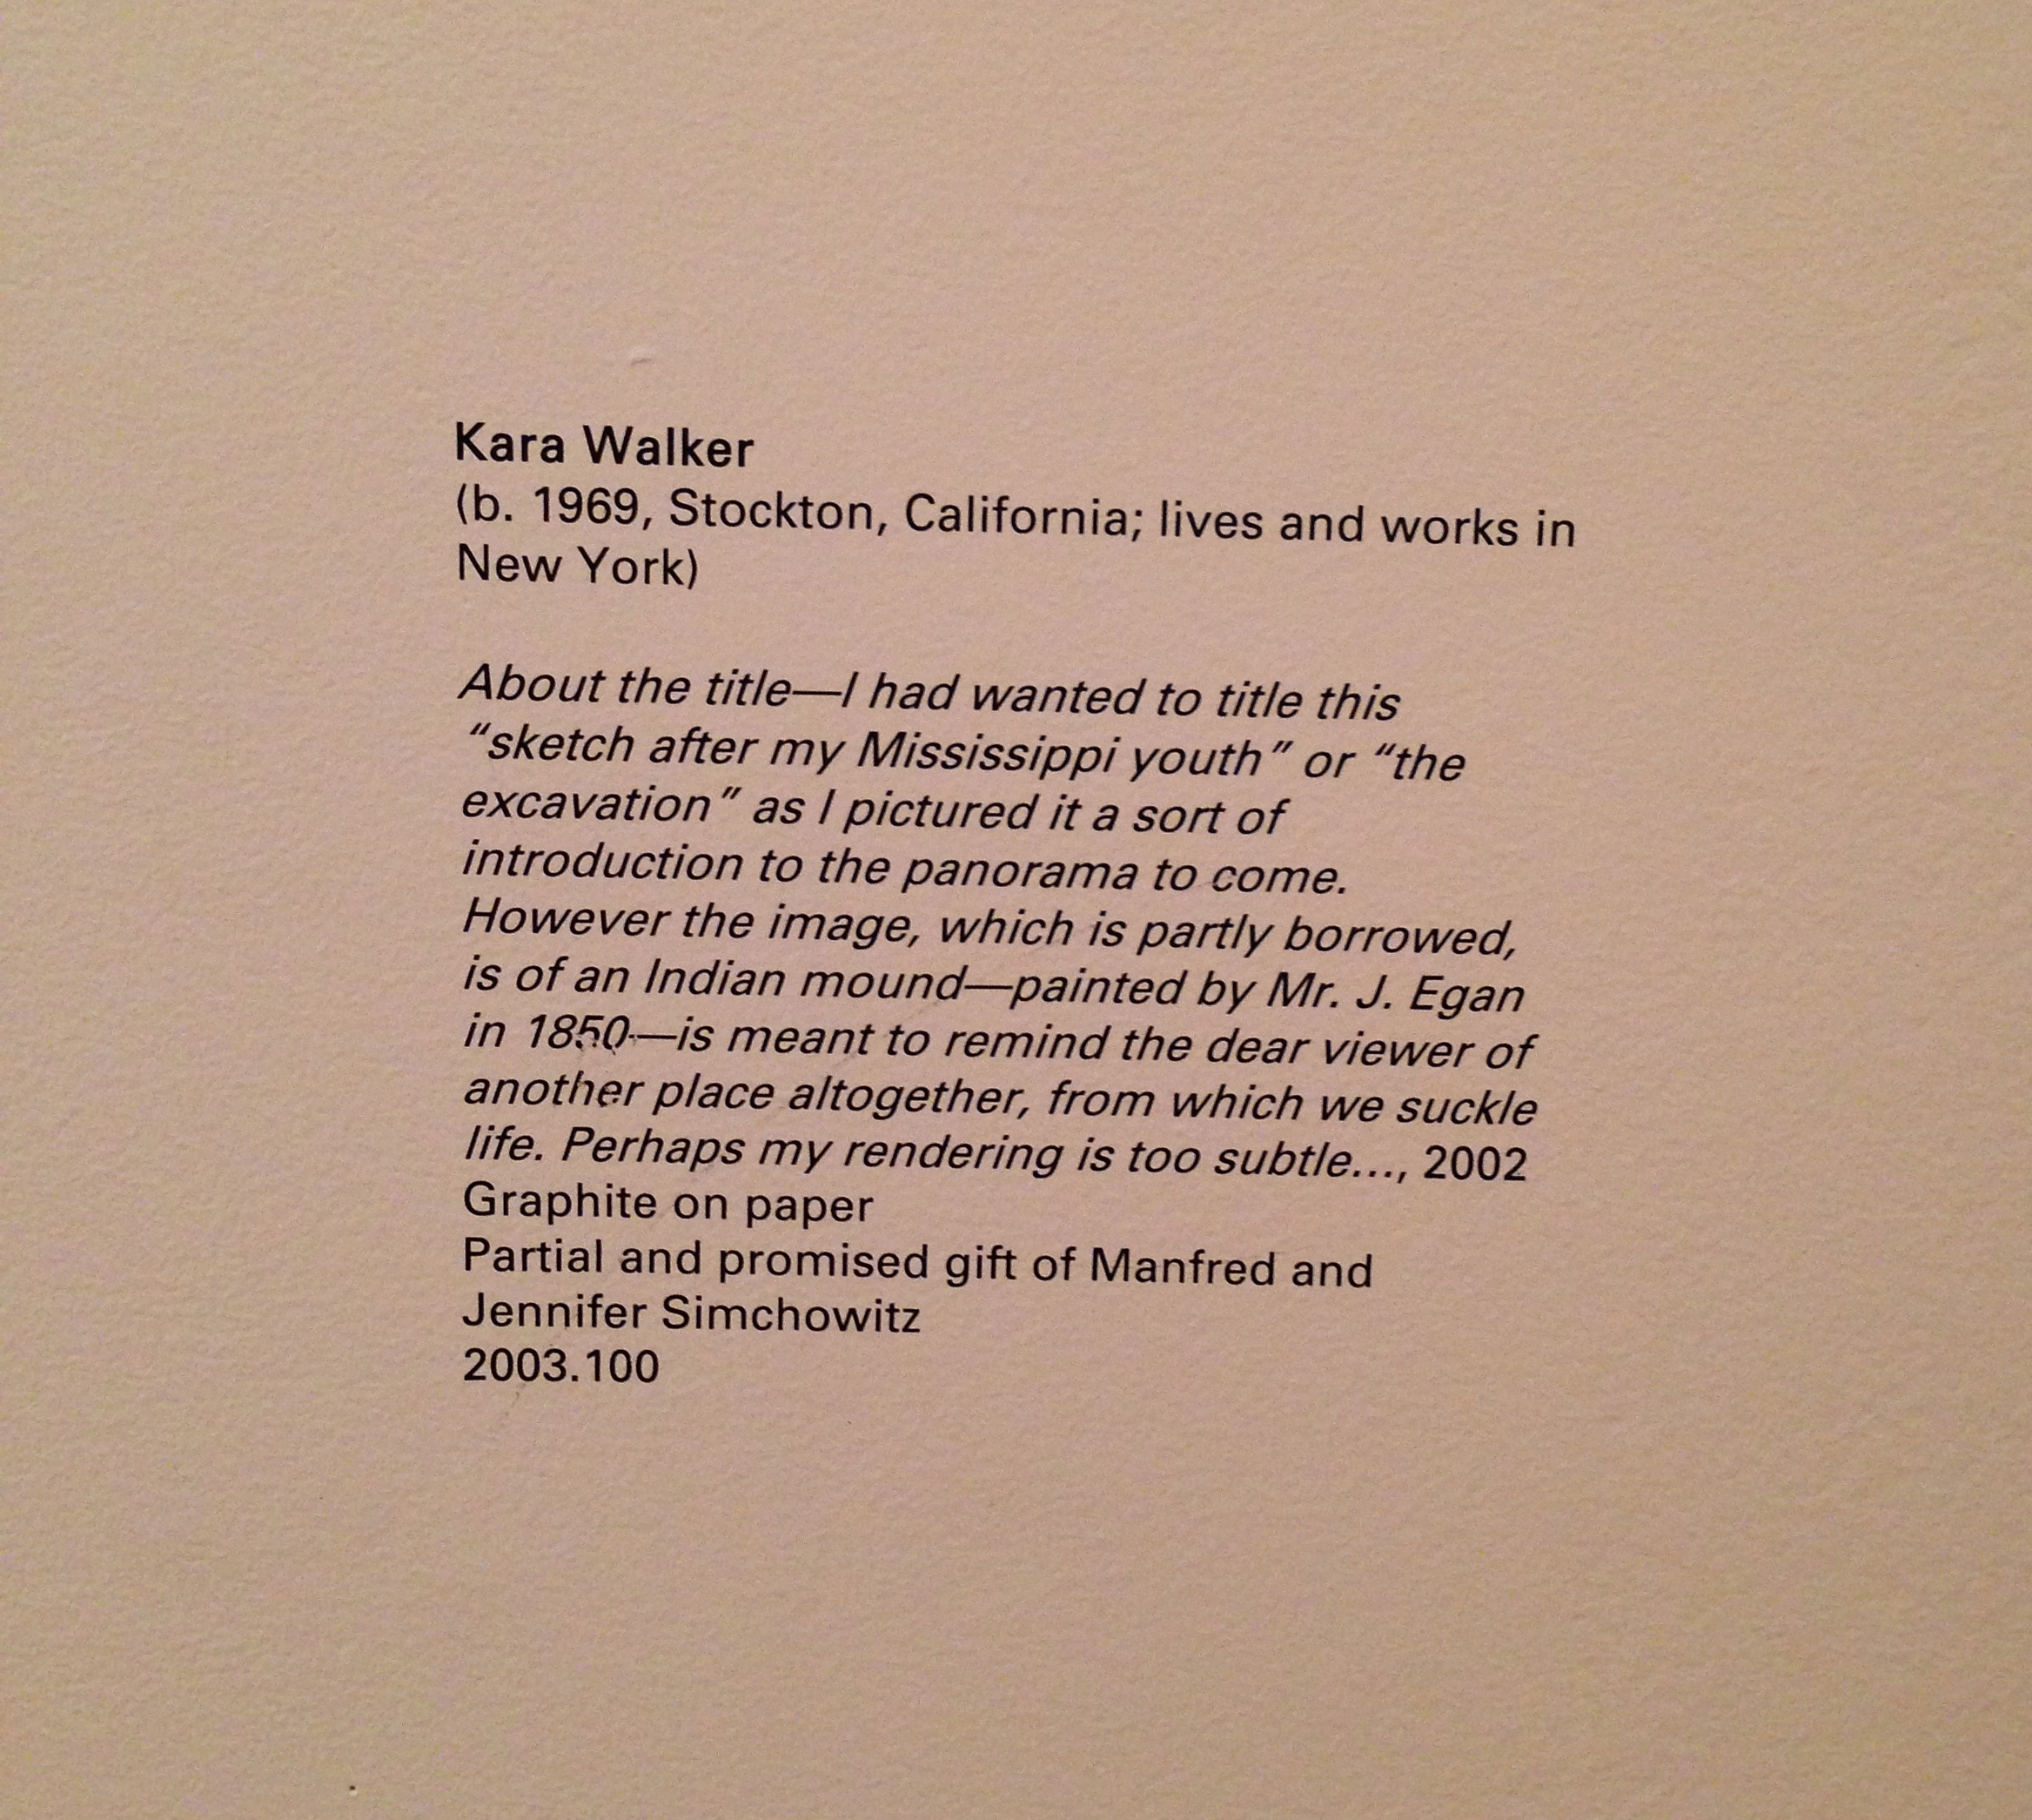 Kara Walker
(b. 1969, Stockton, California; lives and works in
New York)
About the title—I had wanted to title this
“sketch after my Mississippi youth” or “the
excavation” as I pictured it a sort of
introduction to the panorama to come.
However the image, which is partly borrowed,
is of an Indian mound—painted by Mr. J. Egan
in 1850—is meant to remind the dear viewer of
another place altogether, from which we suckle
life. Perhaps my rendering is too subtle..., 2002
Graphite on paper
Partial and promised gift of Manfred and
Jennifer Simchowitz
2003.100